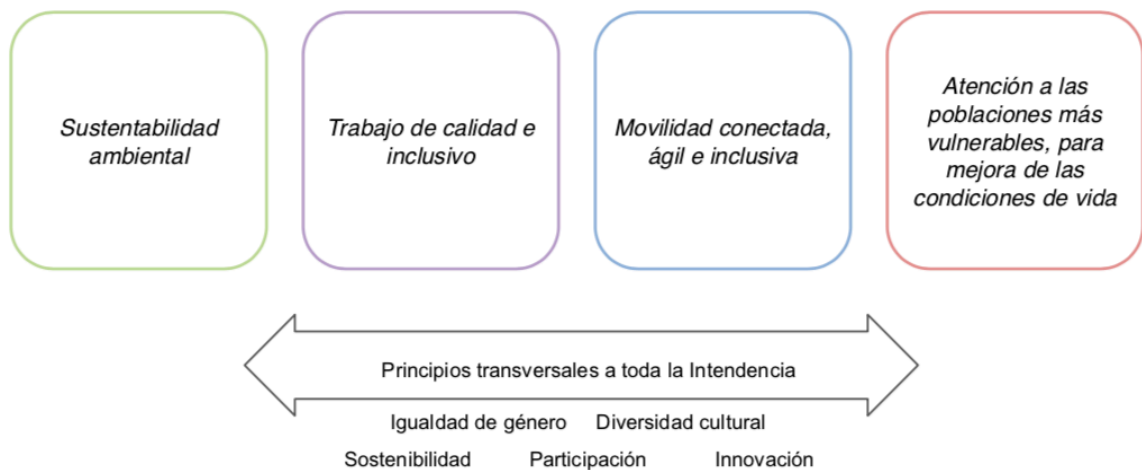 Sustentabilidad
ambiental
Trabajo de calidad e
inclusivo
Movilidad conectada,
ágil e inclusiva
Atención a las
poblaciones más
vulnerables, para
mejora de las
condiciones de vida
Principios transversales a toda la Intendencia
Igualdad de género Diversidad cultural
Sostenibilidad Participación Innovación